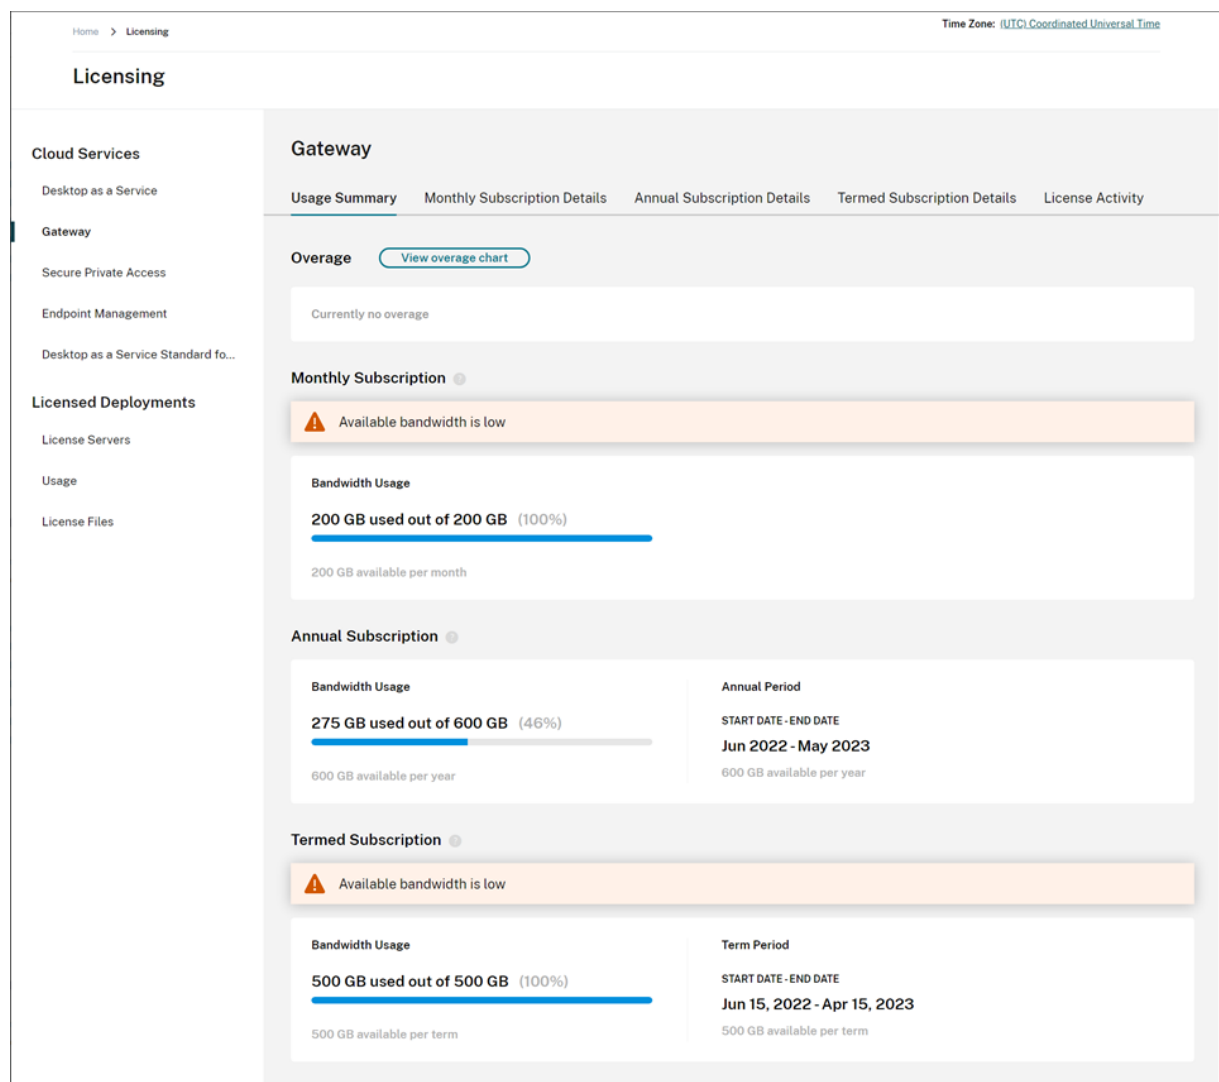 Home > Licensing
Time Zone: (UTC) Coordinated Universal Time
Licensing
Cloud Services
Desktop as a Service
Gateway
Secure Private Access
Endpoint Management
Desktop as a Service Standard fo...
Licensed Deployments
License Servers
Usage
License Files
Gateway
Usage Summary Monthly Subscription Details Annual Subscription Details Termed Subscription Details License Activity
Overage View overage chart
Currently no overage
Monthly Subscription ?
Available bandwidth is low
Bandwidth Usage
200 GB used out of 200 GB (100%)
200 GB available per month
Annual Subscription ?
Bandwidth Usage
275 GB used out of 600 GB (46%)
600 GB available per year
Annual Period
START DATE - END DATE
Jun 2022 - May 2023
600 GB available per year
Termed Subscription ?
Available bandwidth is low
Bandwidth Usage
500 GB used out of 500 GB (100%)
500 GB available per term
Term Period
START DATE - END DATE
Jun 15, 2022 - Apr 15, 2023
500 GB available per term